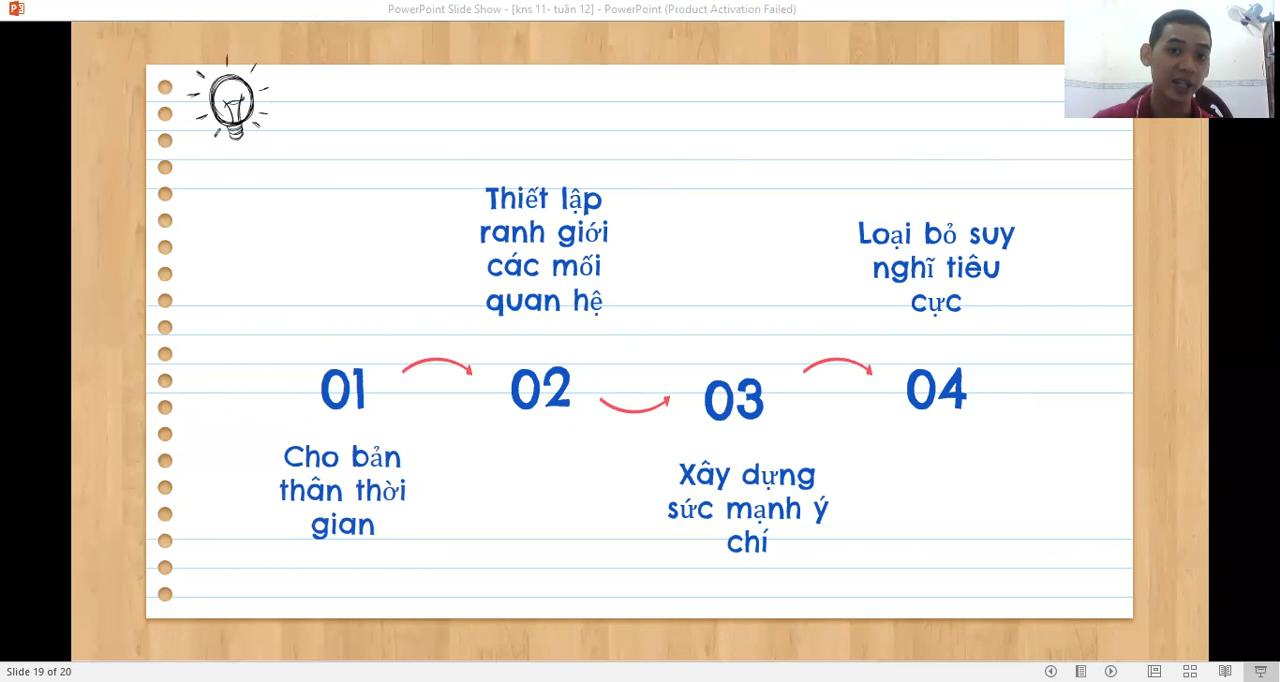 PowerPoint Slide Show - [kns 11- tuần 12] - PowerPoint (Product Activation Failed)
01
Cho bản
thân thời
gian
Thiết lập
ranh giới
các mối
quan hệ
02
03
Xây dựng
sức mạnh ý
chí
Loại bỏ suy
nghĩ tiêu
cực
04
Slide 19 of 20